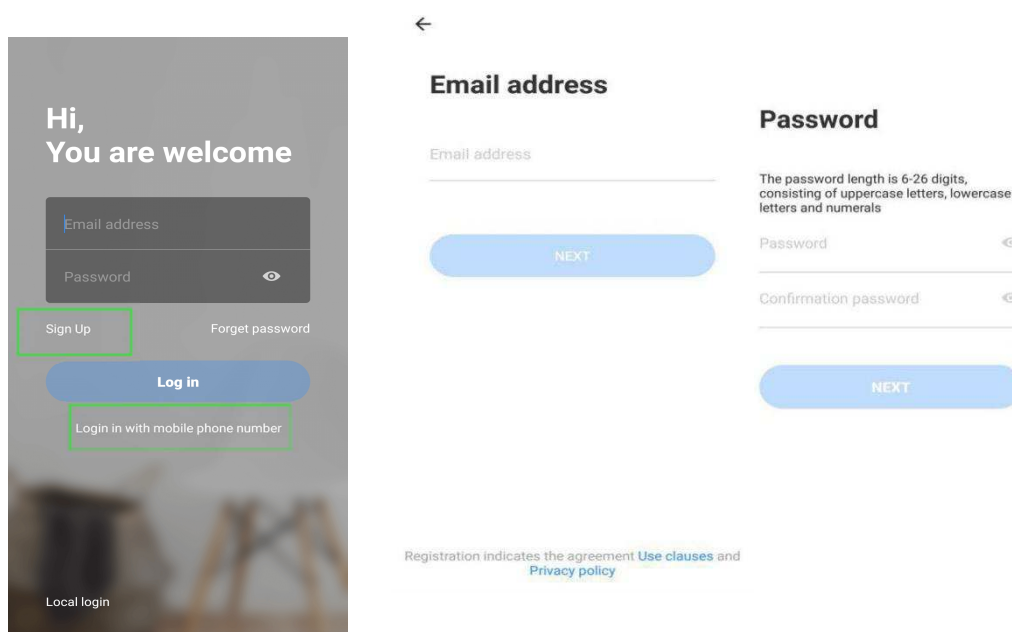 Hi,
You are welcome
Email address
Password
Sign Up
Forget password
Log in
Login in with mobile phone number
Local login
Email address
Email address
NEXT
Registration indicates the agreement Use clauses and
Privacy policy
Password
The password length is 6-26 digits,
consisting of uppercase letters, lowercase
letters and numerals
Password
Confirmation password
NEXT